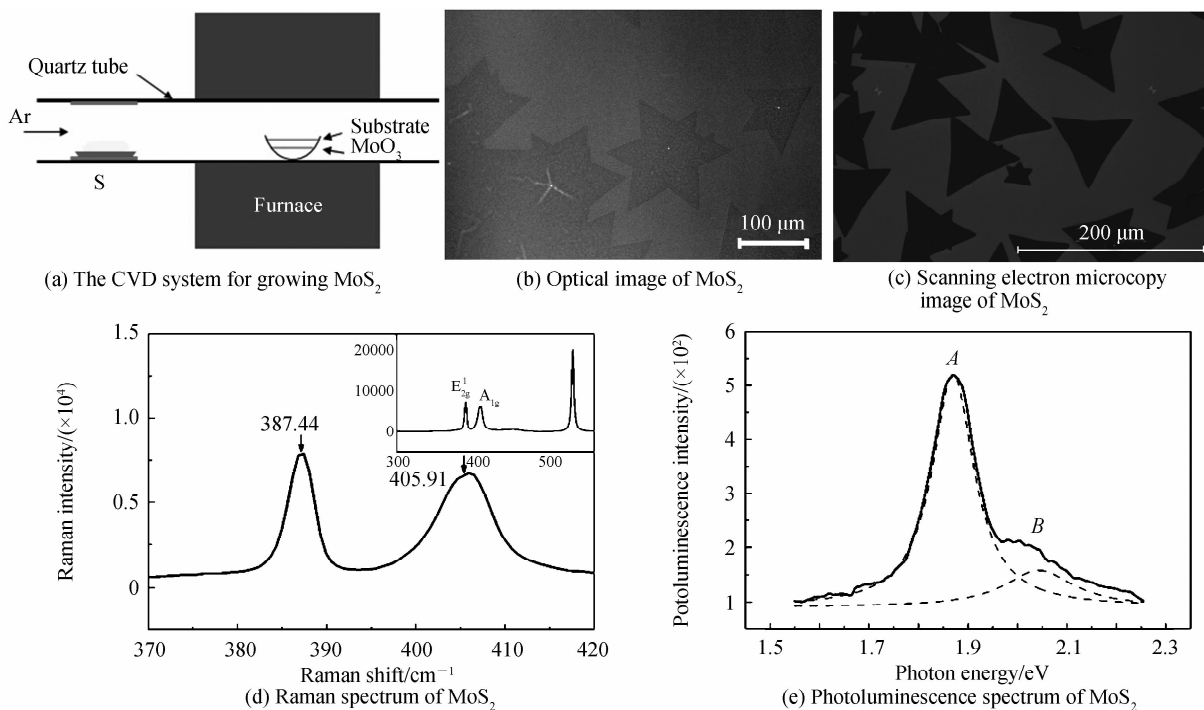 Quartz tube
Ar
Substrate
MoO₃
S
Furnace
(a) The CVD system for growing MoS₂
100 μm
(b) Optical image of MoS₂
200 μm
(c) Scanning electron microcopy
image of MoS₂
Raman intensity/(×10⁴)
1.5
1.0
0.5
0
387.44
405.91
20000
10000
0
E¹₂g
A₁g
300 400 500
370 380 390 400 410 420
Raman shift/cm⁻¹
(d) Raman spectrum of MoS₂
Potoluminescence intensity/(×10²)
6
5
4
3
2
1
A
B
1.5 1.7 1.9 2.1 2.3
Photon energy/eV
(e) Photoluminescence spectrum of MoS₂